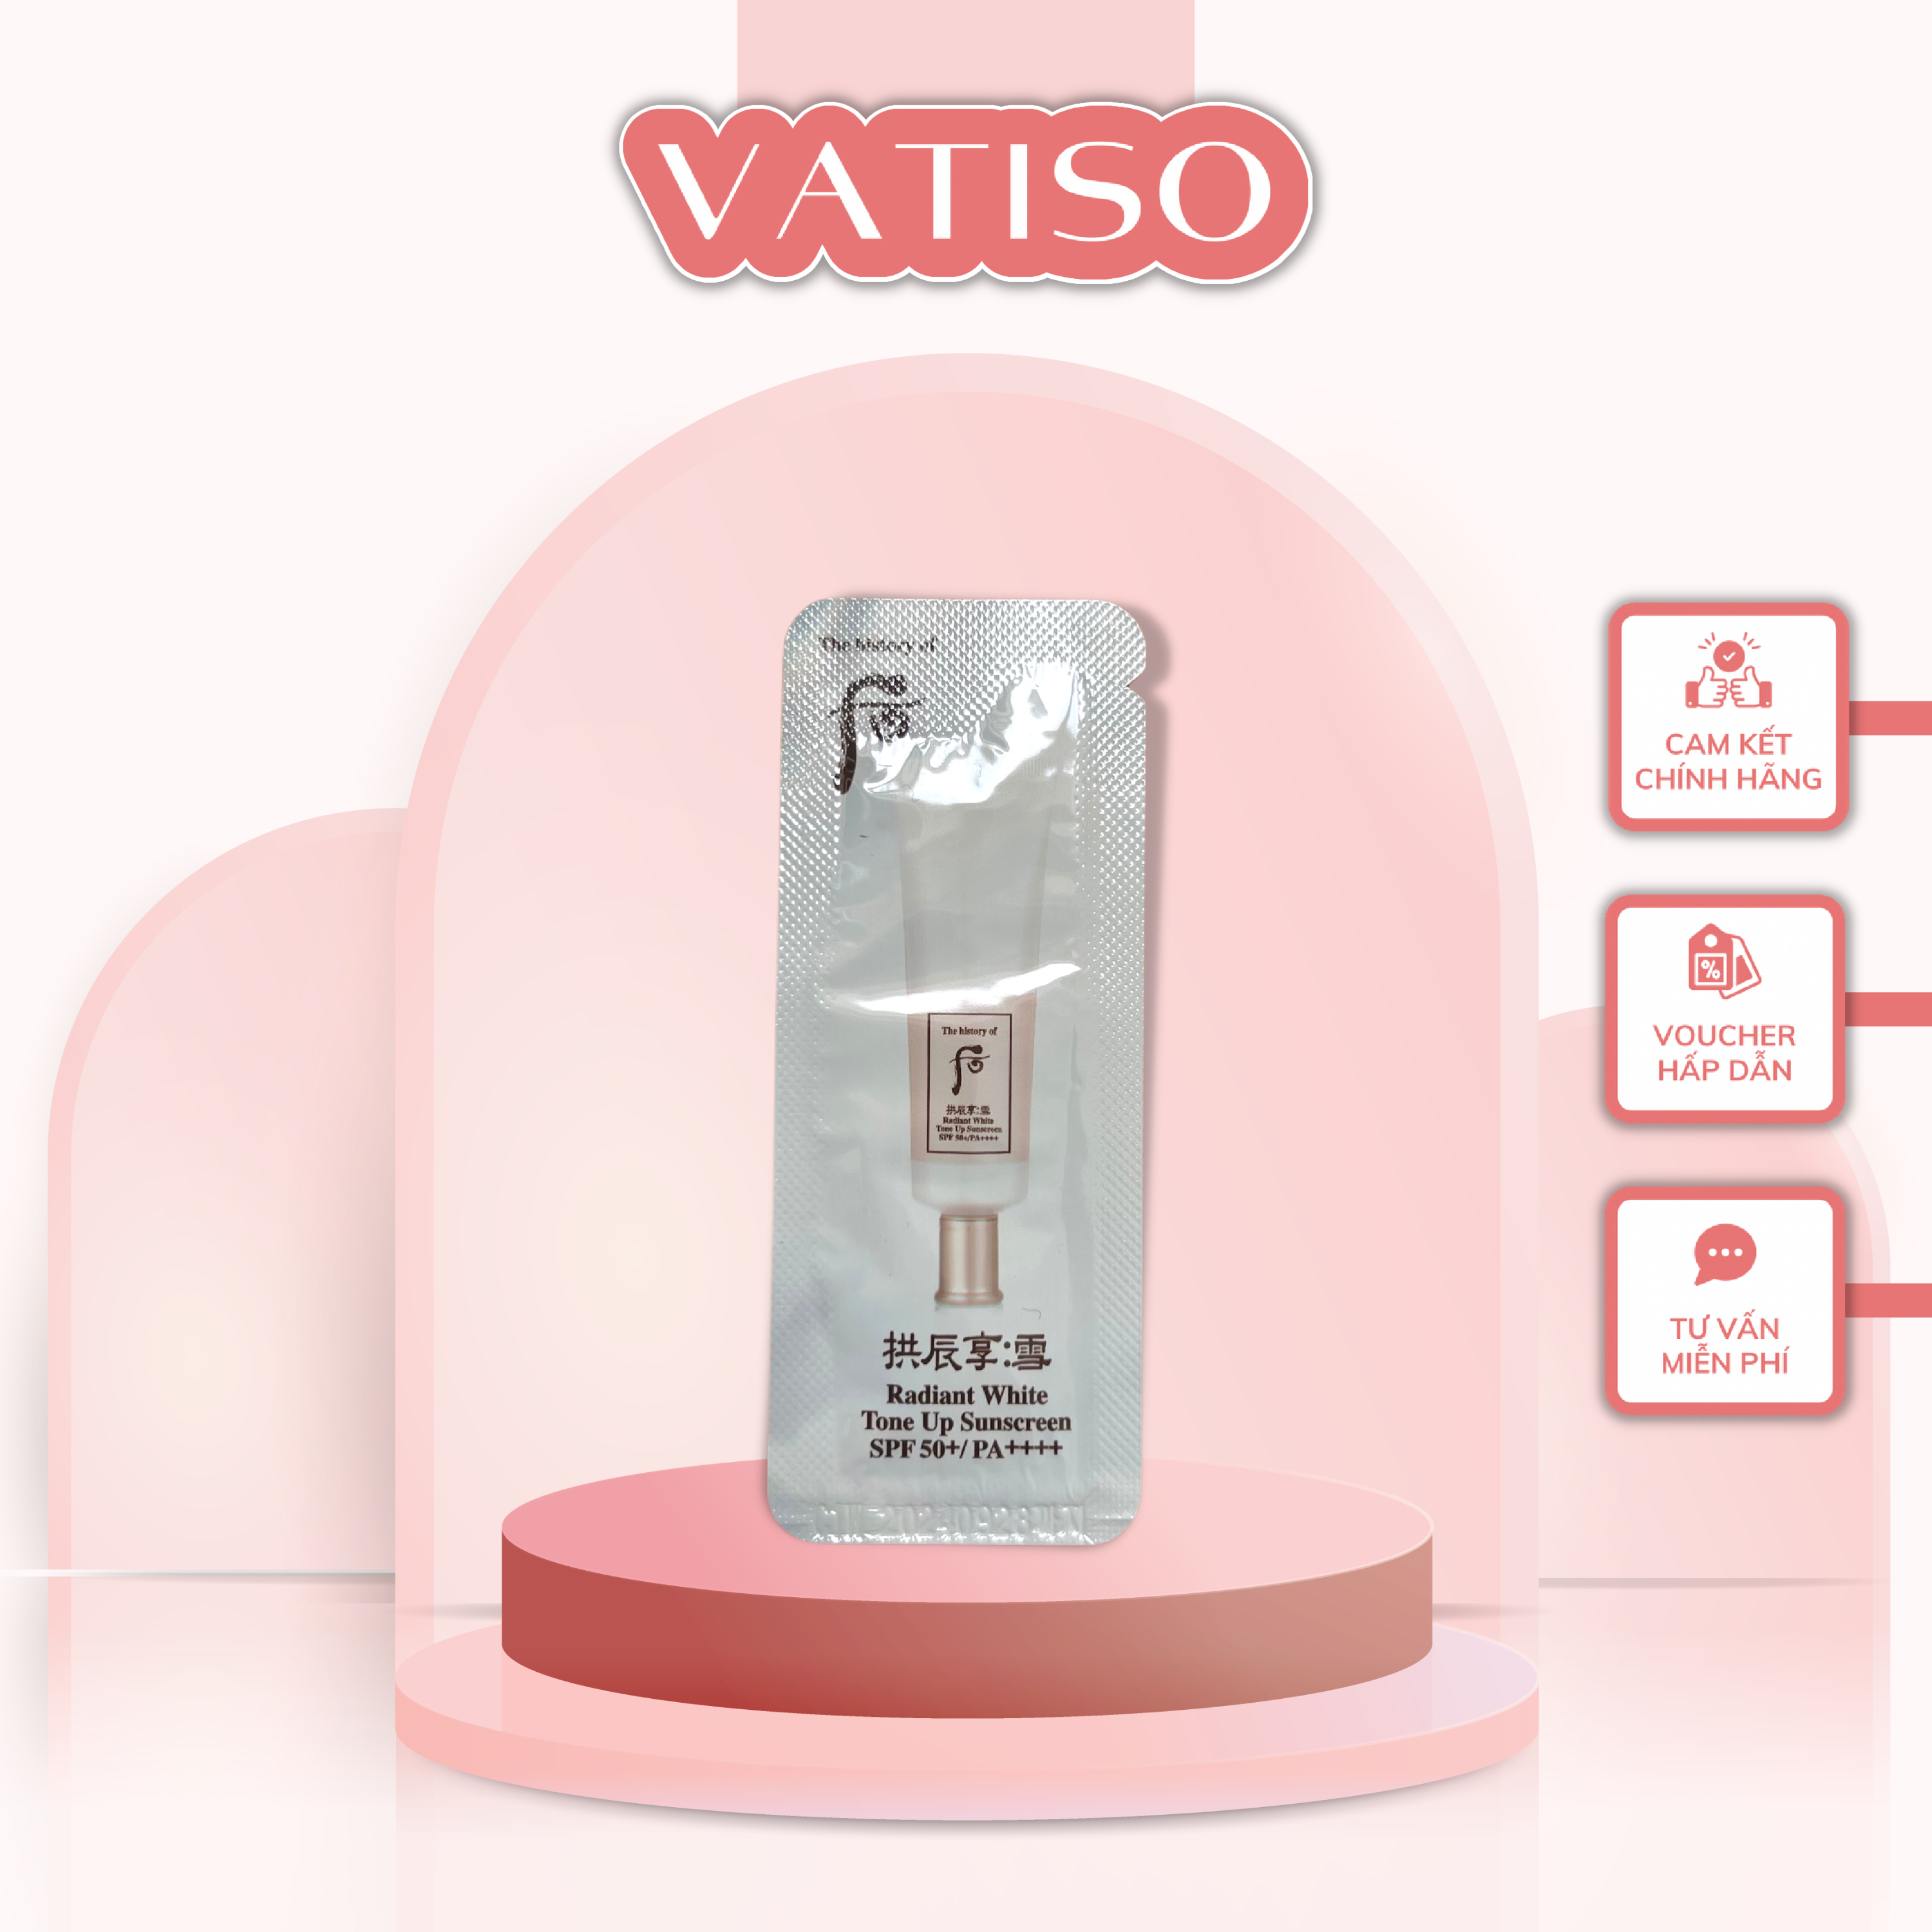 VATISO
The history of
后
The history of
后
拱辰享:雪
Radiant White
Tone Up Sunscreen
SPF 50+/PA++++
拱辰享:雪
Radiant White
Tone Up Sunscreen
SPF 50+/ PA++++
CAM KẾT
CHÍNH HÃNG
%
VOUCHER
HẤP DẪN
TƯ VẤN
MIỄN PHÍ